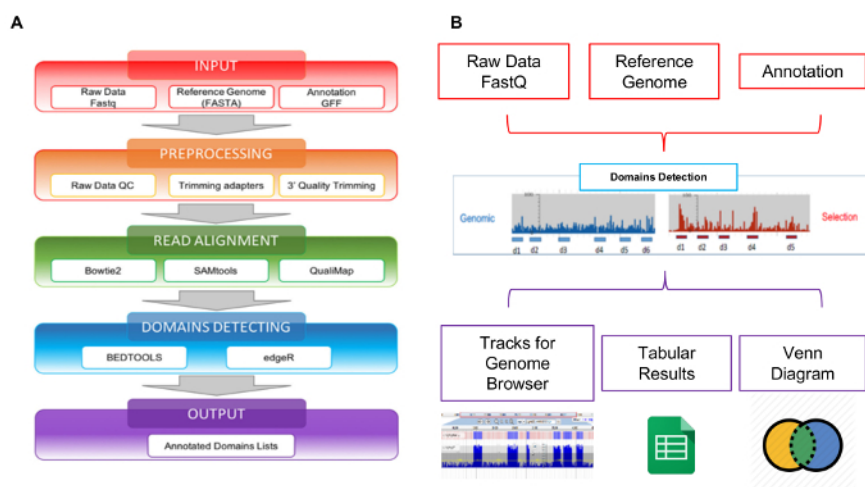 A
INPUT
Raw Data
Fastq
Reference Genome
(FASTA)
Annotation
GFF
PREPROCESSING
Raw Data QC
Trimming adapters
3' Quality Trimming
READ ALIGNMENT
Bowtie2
SAMtools
QualiMap
DOMAINS DETECTING
BEDTOOLS
edgeR
OUTPUT
Annotated Domains Lists
B
Raw Data
FastQ
Reference
Genome
Annotation
Domains Detection
Genomic
d1 d2 d3 d4 d5 d6
Selection
d1 d2 d3 d4 d5
Tracks for
Genome
Browser
Tabular
Results
Venn
Diagram